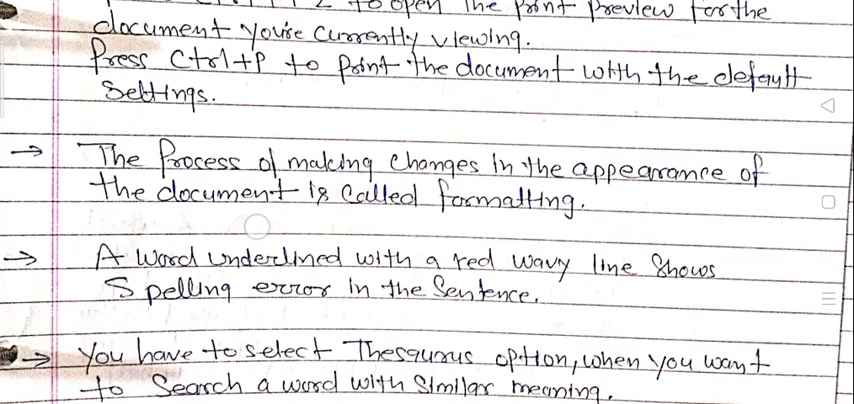 2 to open the print preview for the
document you're currently viewing.
Press Ctrl+P to print the document with the default
settings.
→ The Process of making changes in the appearance of
the document is called formatting.
→ A word underlined with a red wavy line shows
Spelling error in the Sentence.
→ You have to select Thesaurus option, when you want
to Search a word with similar meaning.